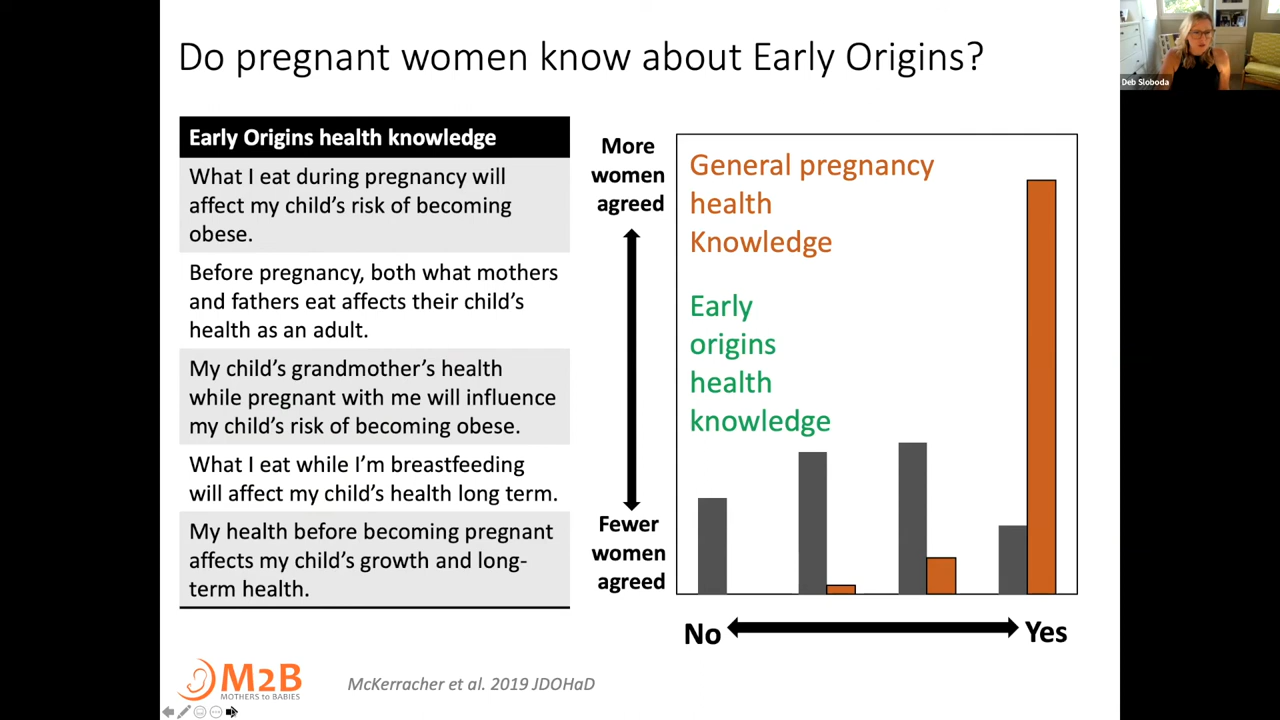 Do pregnant women know about Early Origins?
Deb Sloboda
Early Origins health knowledge
What I eat during pregnancy will
affect my child's risk of becoming
obese.
Before pregnancy, both what mothers
and fathers eat affects their child's
health as an adult.
My child's grandmother's health
while pregnant with me will influence
my child's risk of becoming obese.
What I eat while I'm breastfeeding
will affect my child's health long term.
My health before becoming pregnant
affects my child's growth and long-
term health.
More
women
agreed
Fewer
women
agreed
General pregnancy
health
Knowledge
Early
origins
health
knowledge
No
Yes
M2B
MOTHERS to BABIES
McKerracher et al. 2019 JDOHaD